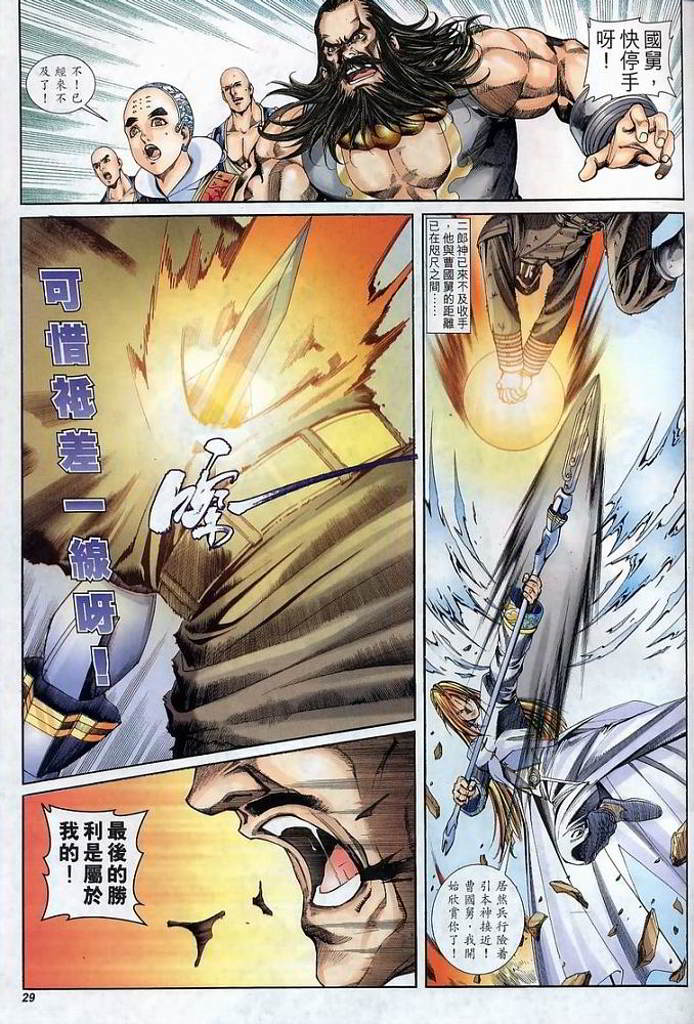 國舅，
快停手
呀！
不！已
經來不
及了！
二郎神已來不及收手
，他與曹國舅的距離
已在咫尺之間……
居然兵行險着
引本神接近！
曹國舅，我開
始欣賞你了！
可惜祗差一線呀！
最後的勝
利是屬於
我的！
29